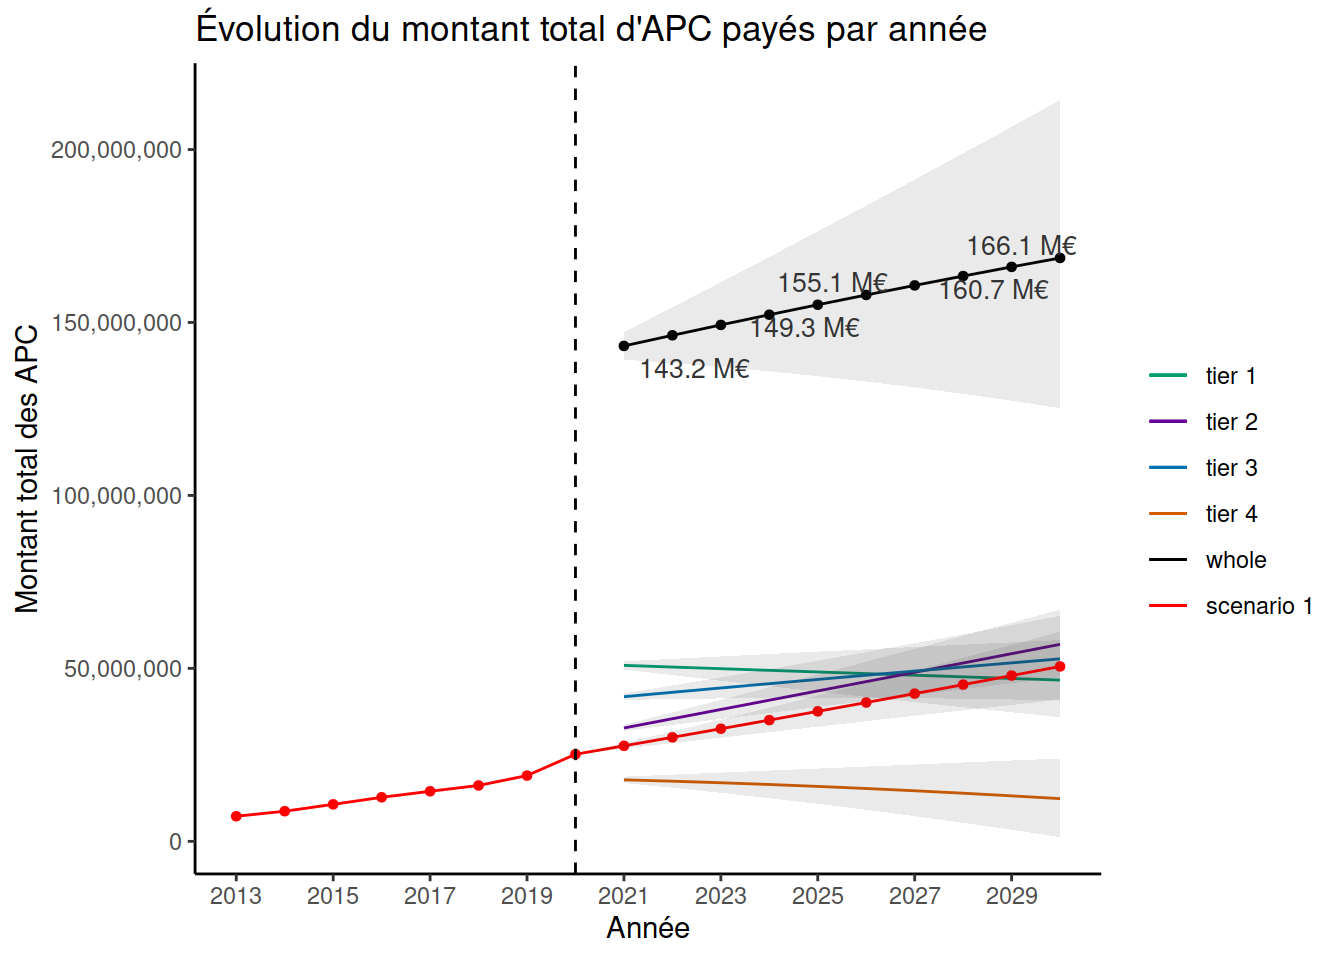 Évolution du montant total d'APC payés par année
Montant total des APC
200,000,000
150,000,000
100,000,000
50,000,000
0
166.1 M€
155.1 M€
160.7 M€
149.3 M€
143.2 M€
2013 2015 2017 2019 2021 2023 2025 2027 2029
Année
tier 1
tier 2
tier 3
tier 4
whole
scenario 1